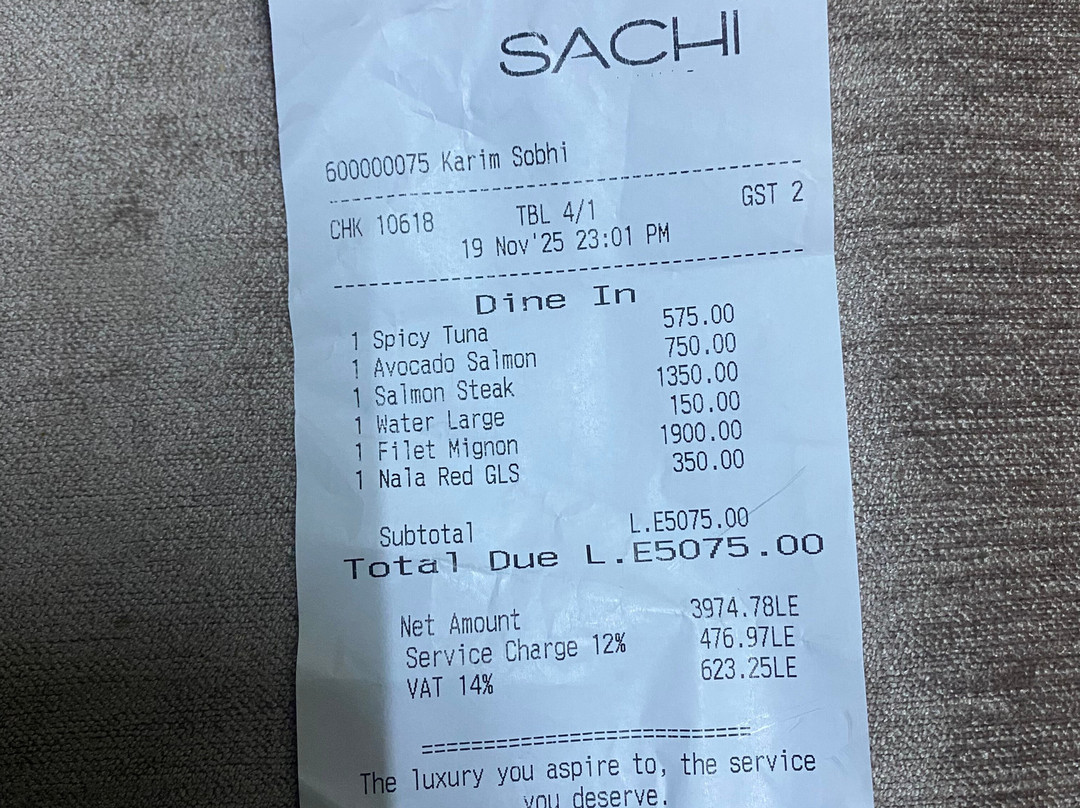 SACHI
600000075 Karim Sobhi
CHK 10618 TBL 4/1 GST 2
19 Nov'25 23:01 PM
Dine In
1 Spicy Tuna 575.00
1 Avocado Salmon 750.00
1 Salmon Steak 1350.00
1 Water Large 150.00
1 Filet Mignon 1900.00
1 Nala Red GLS 350.00
Subtotal L.E5075.00
Total Due L.E5075.00
Net Amount 3974.78LE
Service Charge 12% 476.97LE
VAT 14% 623.25LE
===========================
The luxury you aspire to, the service
you deserve.